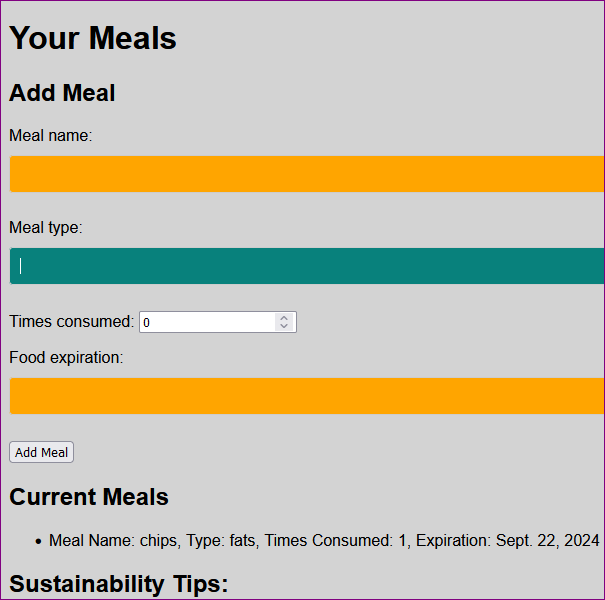 Your Meals
Add Meal
Meal name:
Meal type:
Times consumed: 0
Food expiration:
Add Meal
Current Meals
• Meal Name: chips, Type: fats, Times Consumed: 1, Expiration: Sept. 22, 2024
Sustainability Tips: